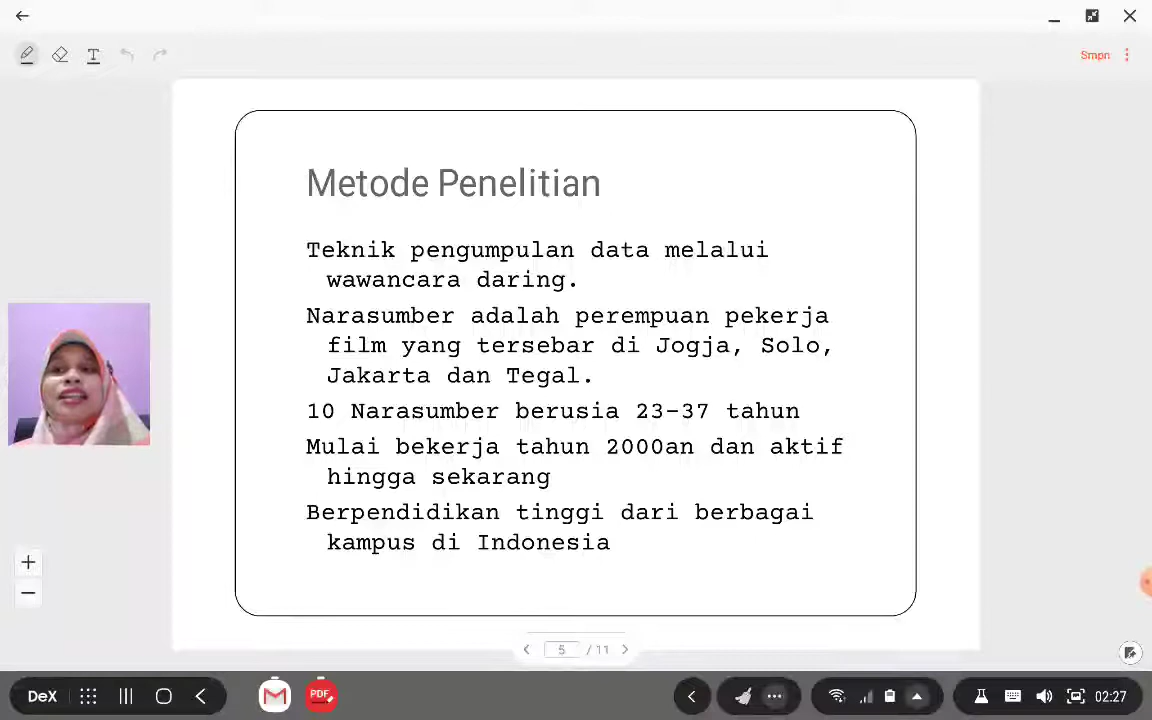 Smpn
Metode Penelitian
Teknik pengumpulan data melalui
wawancara daring.
Narasumber adalah perempuan pekerja
film yang tersebar di Jogja, Solo,
Jakarta dan Tegal.
10 Narasumber berusia 23-37 tahun
Mulai bekerja tahun 2000an dan aktif
hingga sekarang
Berpendidikan tinggi dari berbagai
kampus di Indonesia
5 / 11
DeX
PDF
02:27